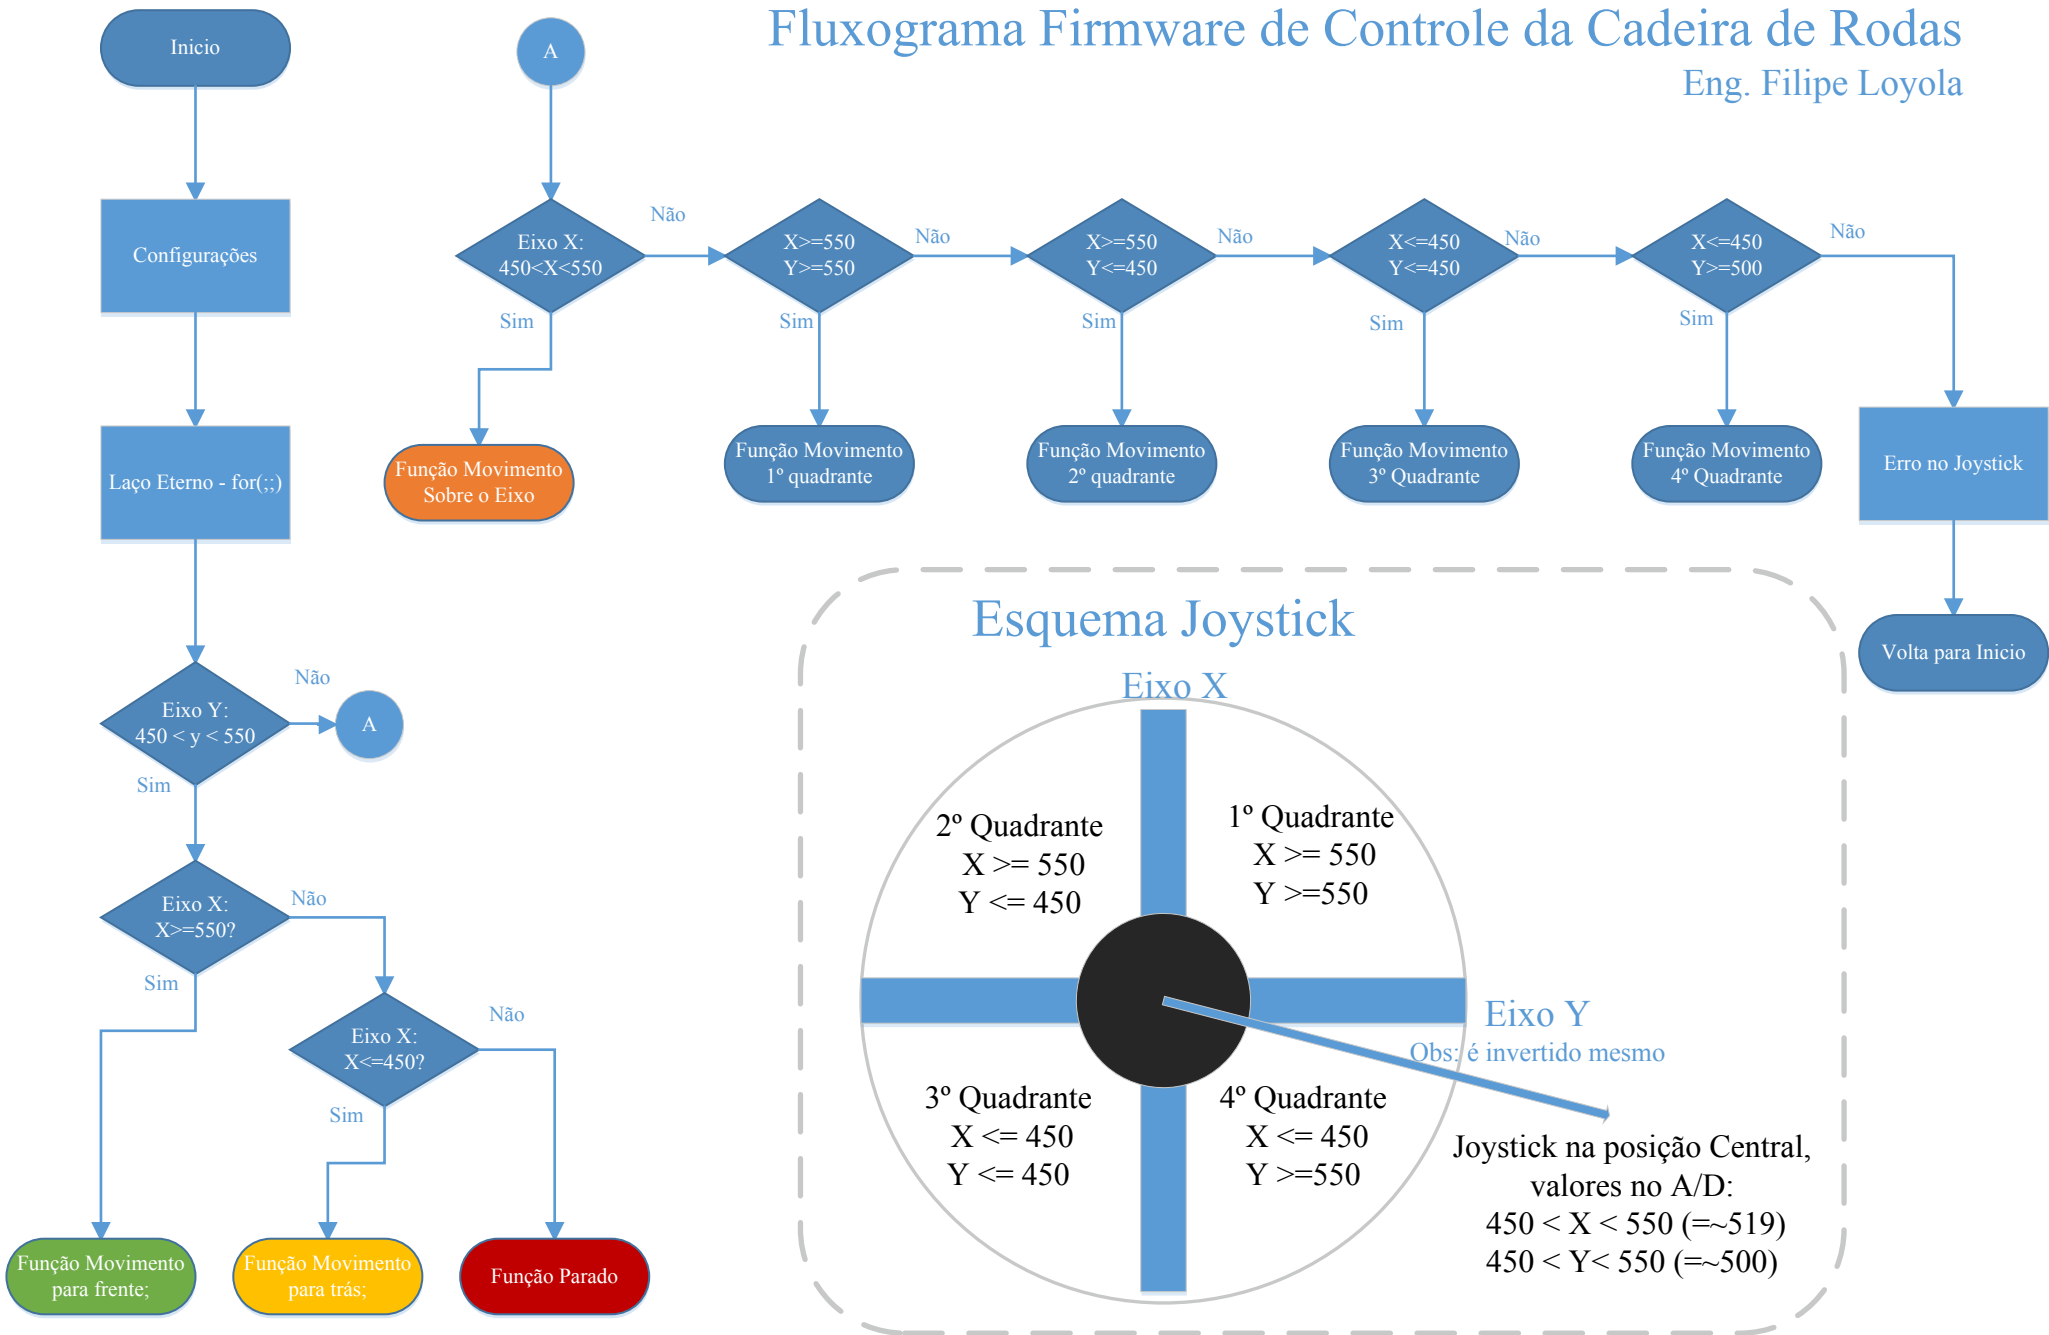 Fluxograma Firmware de Controle da Cadeira de Rodas
Eng. Filipe Loyola
Inicio
Configurações
Laço Eterno - for(;;)
Eixo Y:
450 < y < 550
Não
A
Sim
Eixo X:
X>=550?
Não
Sim
Eixo X:
X<=450?
Não
Sim
Função Movimento
para frente;
Função Movimento
para trás;
Função Parado
A
Eixo X:
450<X<550
Não
Sim
Função Movimento
Sobre o Eixo
X>=550
Y>=550
Não
Sim
Função Movimento
1º quadrante
X>=550
Y<=450
Não
Sim
Função Movimento
2º quadrante
X<=450
Y<=450
Não
Sim
Função Movimento
3º Quadrante
X<=450
Y>=500
Não
Sim
Função Movimento
4º Quadrante
Erro no Joystick
Volta para Inicio
Esquema Joystick
Eixo X
2º Quadrante
X >= 550
Y <= 450
1º Quadrante
X >= 550
Y >=550
Eixo Y
Obs: é invertido mesmo
3º Quadrante
X <= 450
Y <= 450
4º Quadrante
X <= 450
Y >=550
Joystick na posição Central,
valores no A/D:
450 < X < 550 (=~519)
450 < Y< 550 (=~500)